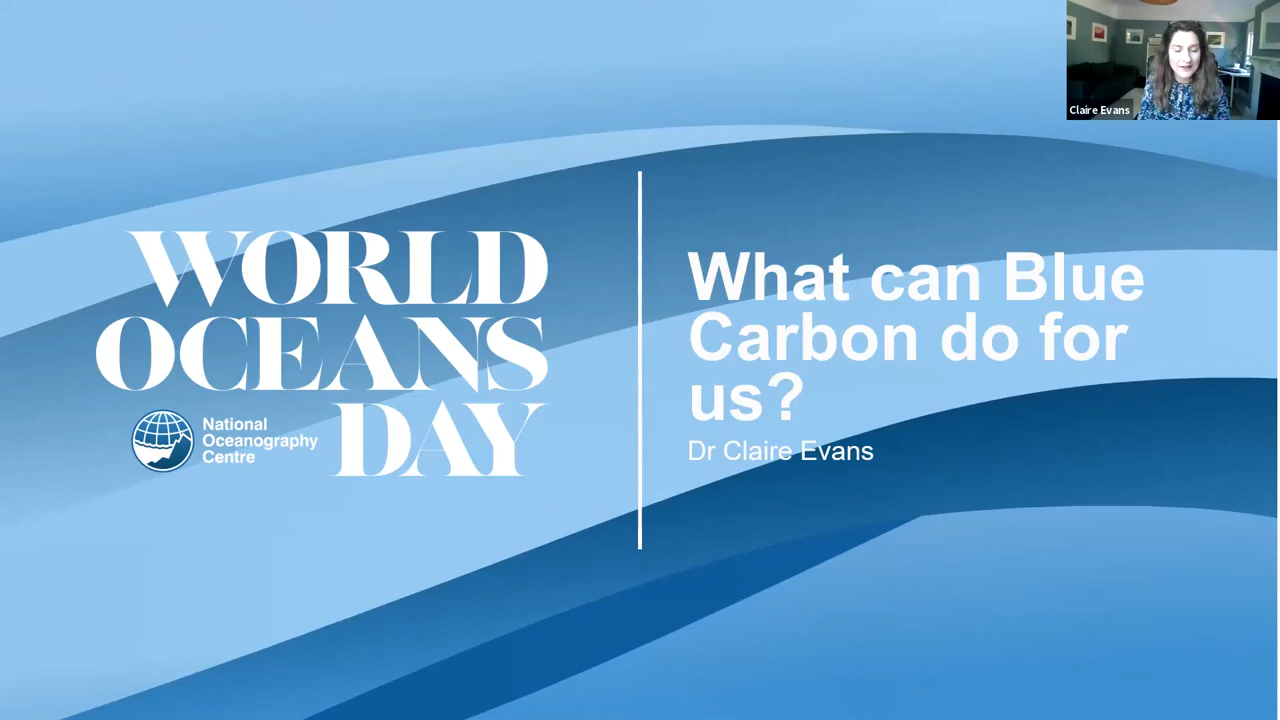 Claire Evans
WORLD
OCEANS
DAY
National
Oceanography
Centre
What can Blue
Carbon do for
us?
Dr Claire Evans